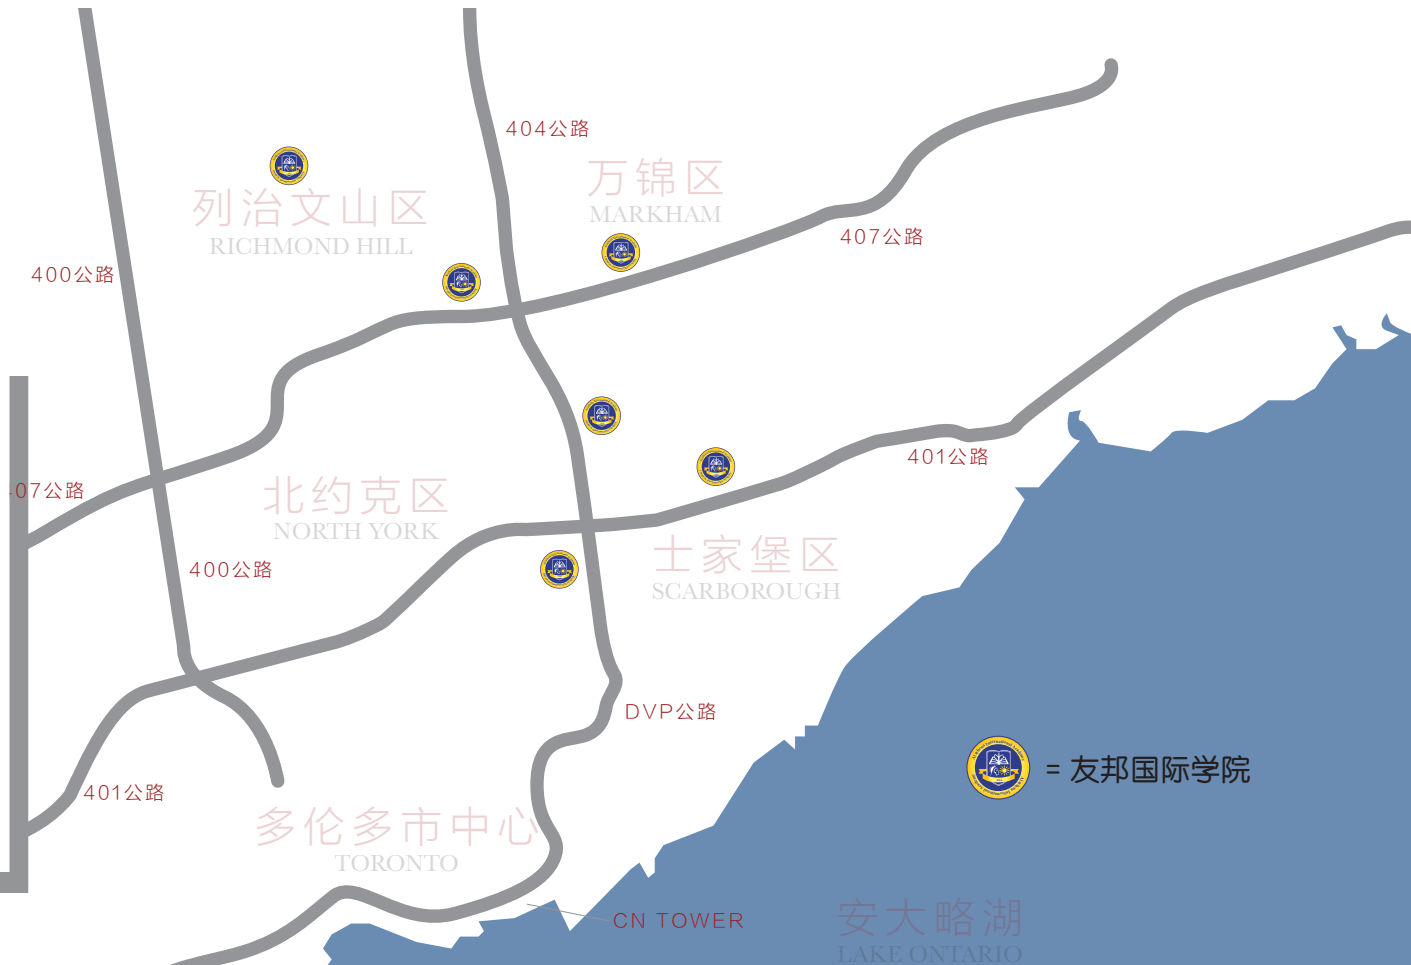 404公路
万锦区
MARKHAM
列治文山区
RICHMOND HILL
407公路
400公路
401公路
07公路
北约克区
NORTH YORK
400公路
士家堡区
SCARBOROUGH
DVP公路
= 友邦国际学院
401公路
多伦多市中心
TORONTO
CN TOWER
安大略湖
LAKE ONTARIO